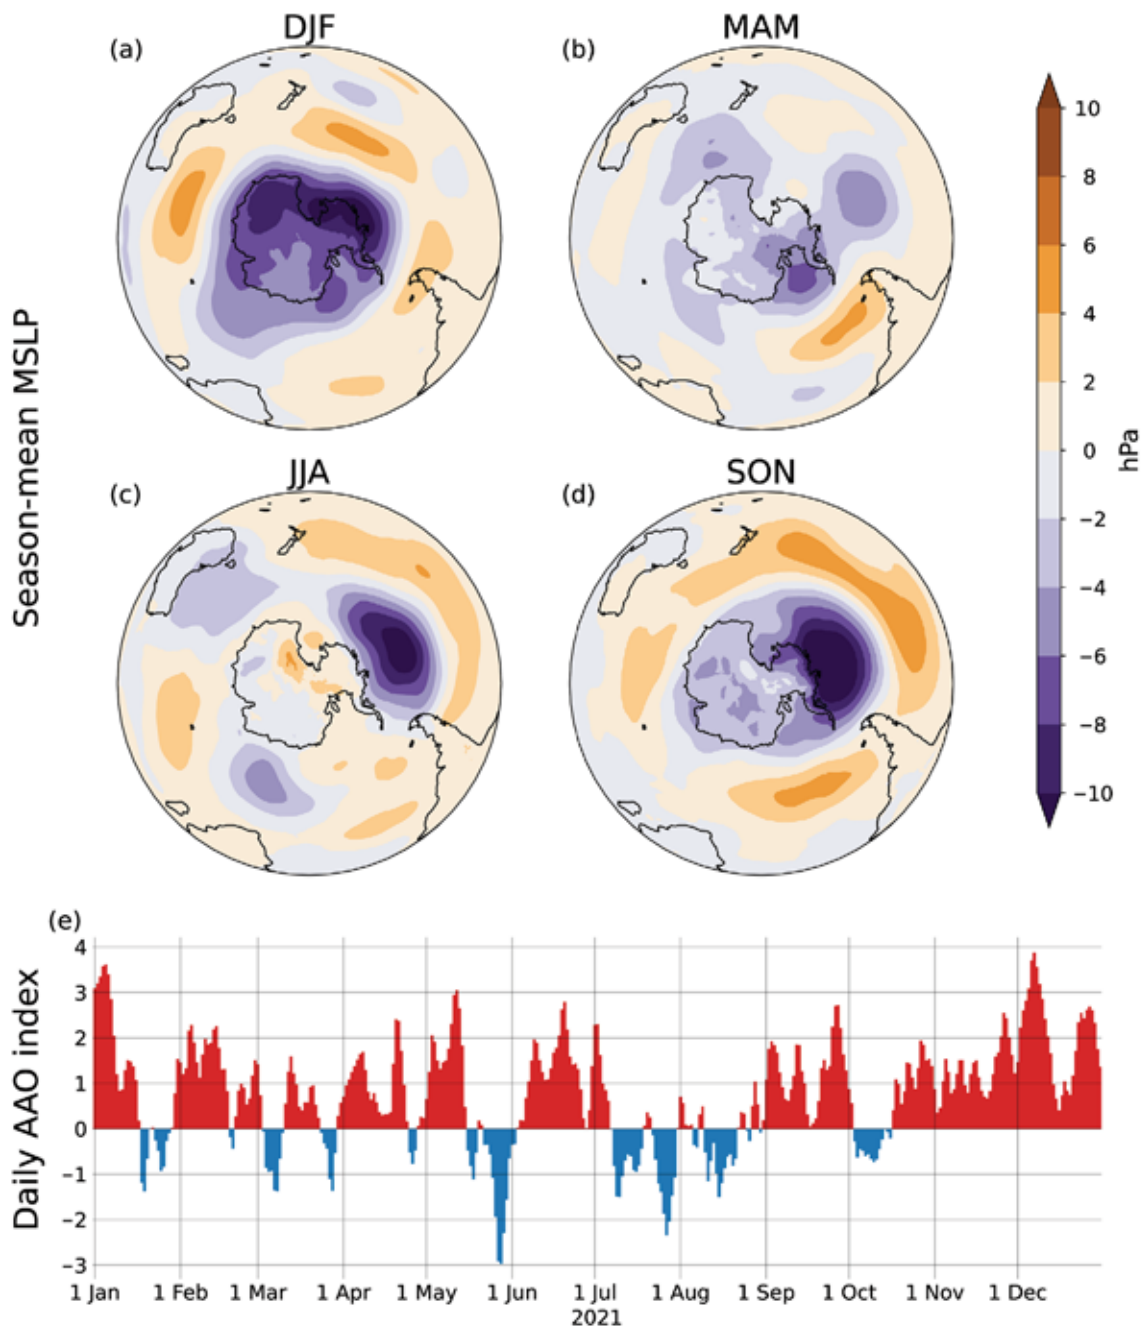 DJF
MAM
(a)
(b)
JJA
SON
(c)
(d)
Season-mean MSLP
10
8
6
4
2
0
−2
−4
−6
−8
−10
hPa
(e)
Daily AAO index
4
3
2
1
0
−1
−2
−3
1 Jan 1 Feb 1 Mar 1 Apr 1 May 1 Jun 1 Jul 1 Aug 1 Sep 1 Oct 1 Nov 1 Dec
2021